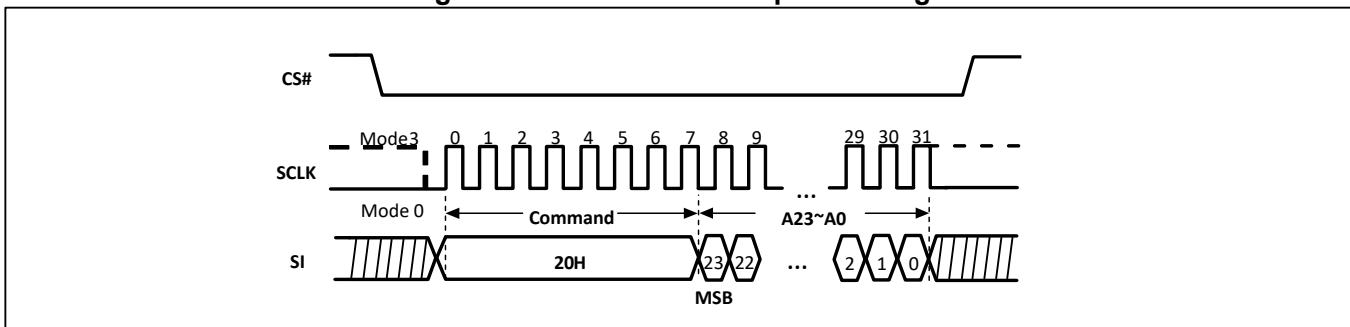 CS#
Mode3 0 1 2 3 4 5 6 7 8 9 29 30 31
SCLK
...
Mode 0 Command A23~A0
SI 20H 23 22 ... 2 1 0
MSB